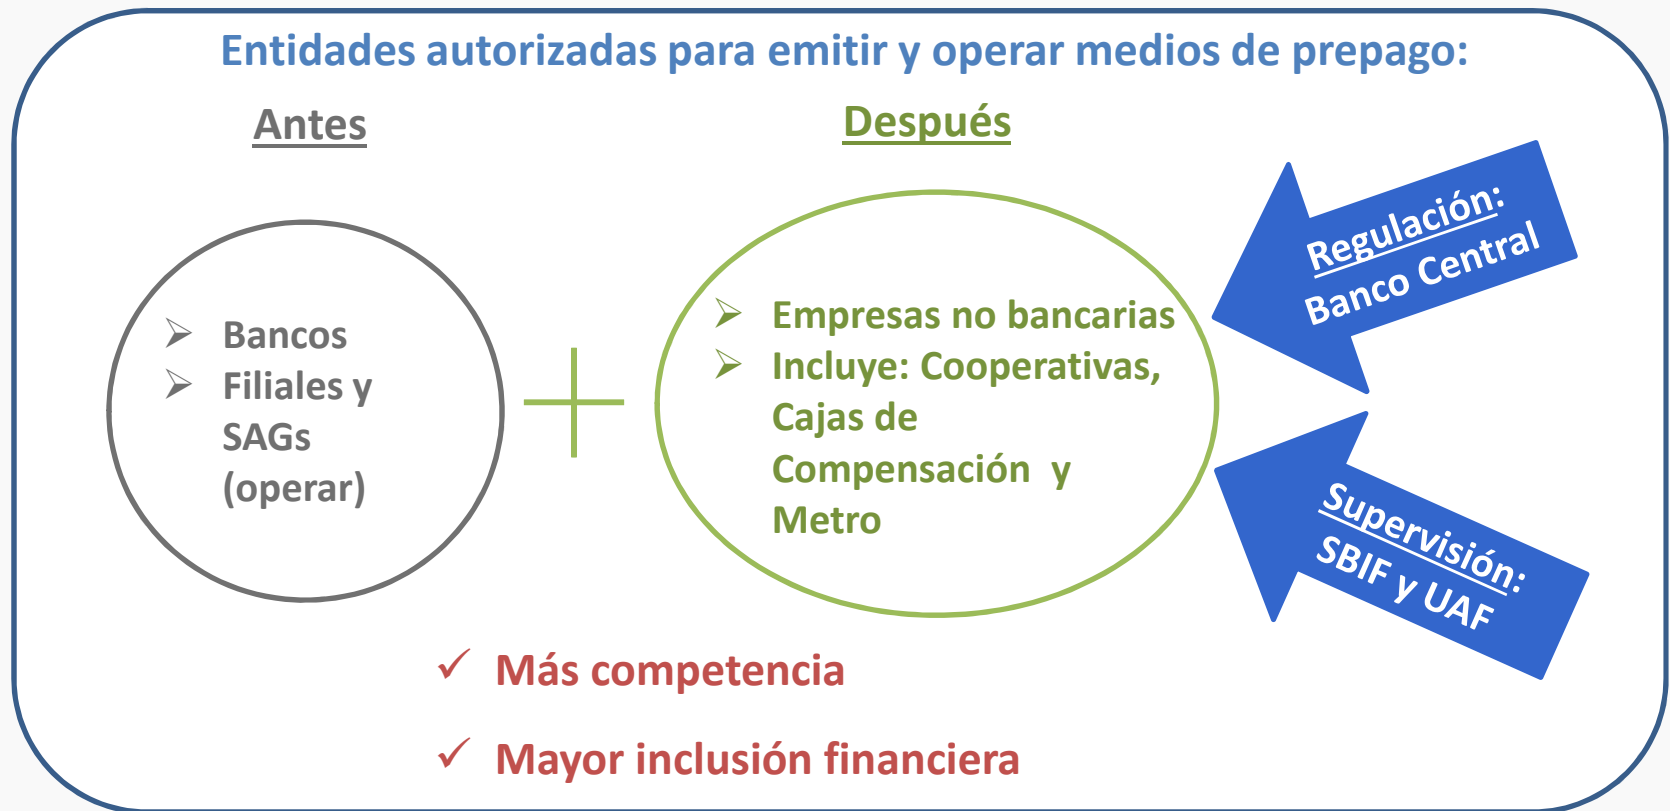 Entidades autorizadas para emitir y operar medios de prepago:
Antes
Bancos
Filiales y
SAGs
(operar)
Después
Empresas no bancarias
Incluye: Cooperativas,
Cajas de
Compensación y
Metro
Regulación:
Banco Central
Supervisión:
SBIF y UAF
Más competencia
Mayor inclusión financiera